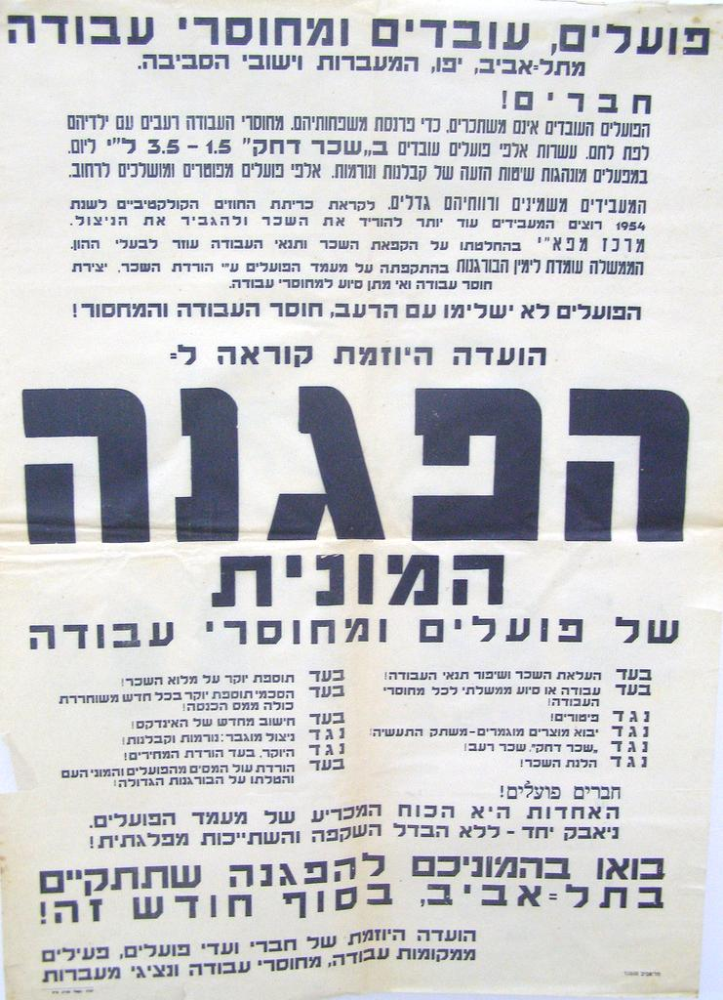 פועלים, עובדים ומחוסרי עבודה
מתל=אביב, יפו, המעברות וישובי הסביבה.
חברים!
הפועלים העובדים אינם משתכרים, כדי פרנסת משפחותיהם. מחוסרי העבודה רעבים עם ילדיהם
לפת לחם. עשרות אלפי פועלים עובדים ב„שכר דחק" 1.5 – 3.5 ל"י ליום.
במפעלים מונהגות שיטות הזעה של קבלנות ונורמות. אלפי פועלים מפוטרים ומושלכים לרחוב.
המעבידים משמינים ורווחיהם גדלים. לקראת כריתת החוזים הקולקטיביים לשנת
1954 רוצים המעבידים עוד יותר להוריד את השכר ולהגביר את הניצול.
מרכז מפא"י בהחלטתו על הקפאת השכר ותנאי העבודה עוזר לבעלי ההון.
הממשלה עומדת לימין הבורגנות בהתקפתה על מעמד הפועלים ע"י הורדת השכר, יצירת
חוסר עבודה ואי מתן סיוע למחוסרי עבודה.
הפועלים לא ישלימו עם הרעב, חוסר העבודה והמחסור!
הועדה היוזמת קוראה ל=
הפגנה
המונית
של פועלים ומחוסרי עבודה
בעד העלאת השכר ושיפור תנאי העבודה!
בעד עבודה או סיוע ממשלתי לכל מחוסרי
העבודה!
נגד פיטורים!
נגד יבוא מוצרים מוגמרים–משתק התעשיה!
נגד „שכר דחק", שכר רעב!
נגד הלנת השכר!
בעד תוספת יוקר על מלוא השכר!
בעד הסכמי תוספת יוקר בכל חדש משוחררת
כולה ממס הכנסה!
בעד חישוב מחדש של האינדקס!
נגד ניצול מוגבר: נורמות וקבלנות!
נגד היוקר, בעד הורדת המחירים!
בעד הורדת עול המסים מהפועלים והמוני העם
והטלתו על הבורגנות הגדולה!
חברים פועלים!
האחדות היא הכוח המכריע של מעמד הפועלים.
ניאבק יחד – ללא הבדל השקפה והשתייכות מפלגתית!
בואו בהמוניכם להפגנה שתתקיים
בתל=אביב, בסוף חודש זה!
הועדה היוזמת של חברי ועדי פועלים, פעילים
ממקומות עבודה, מחוסרי עבודה ונציגי מעברות